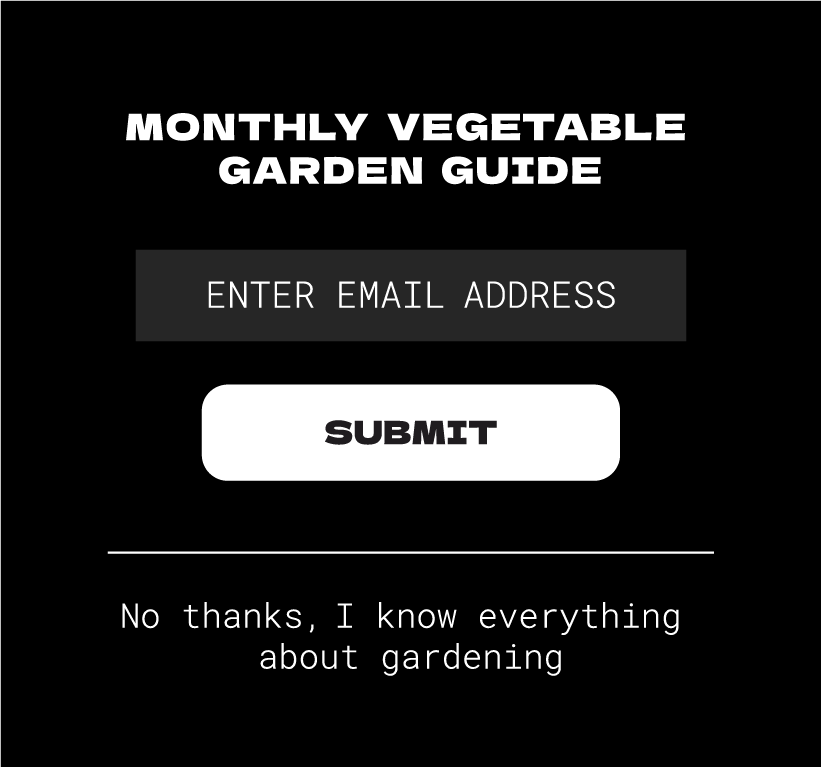 MONTHLY VEGETABLE
GARDEN GUIDE
ENTER EMAIL ADDRESS
SUBMIT
No thanks, I know everything
about gardening